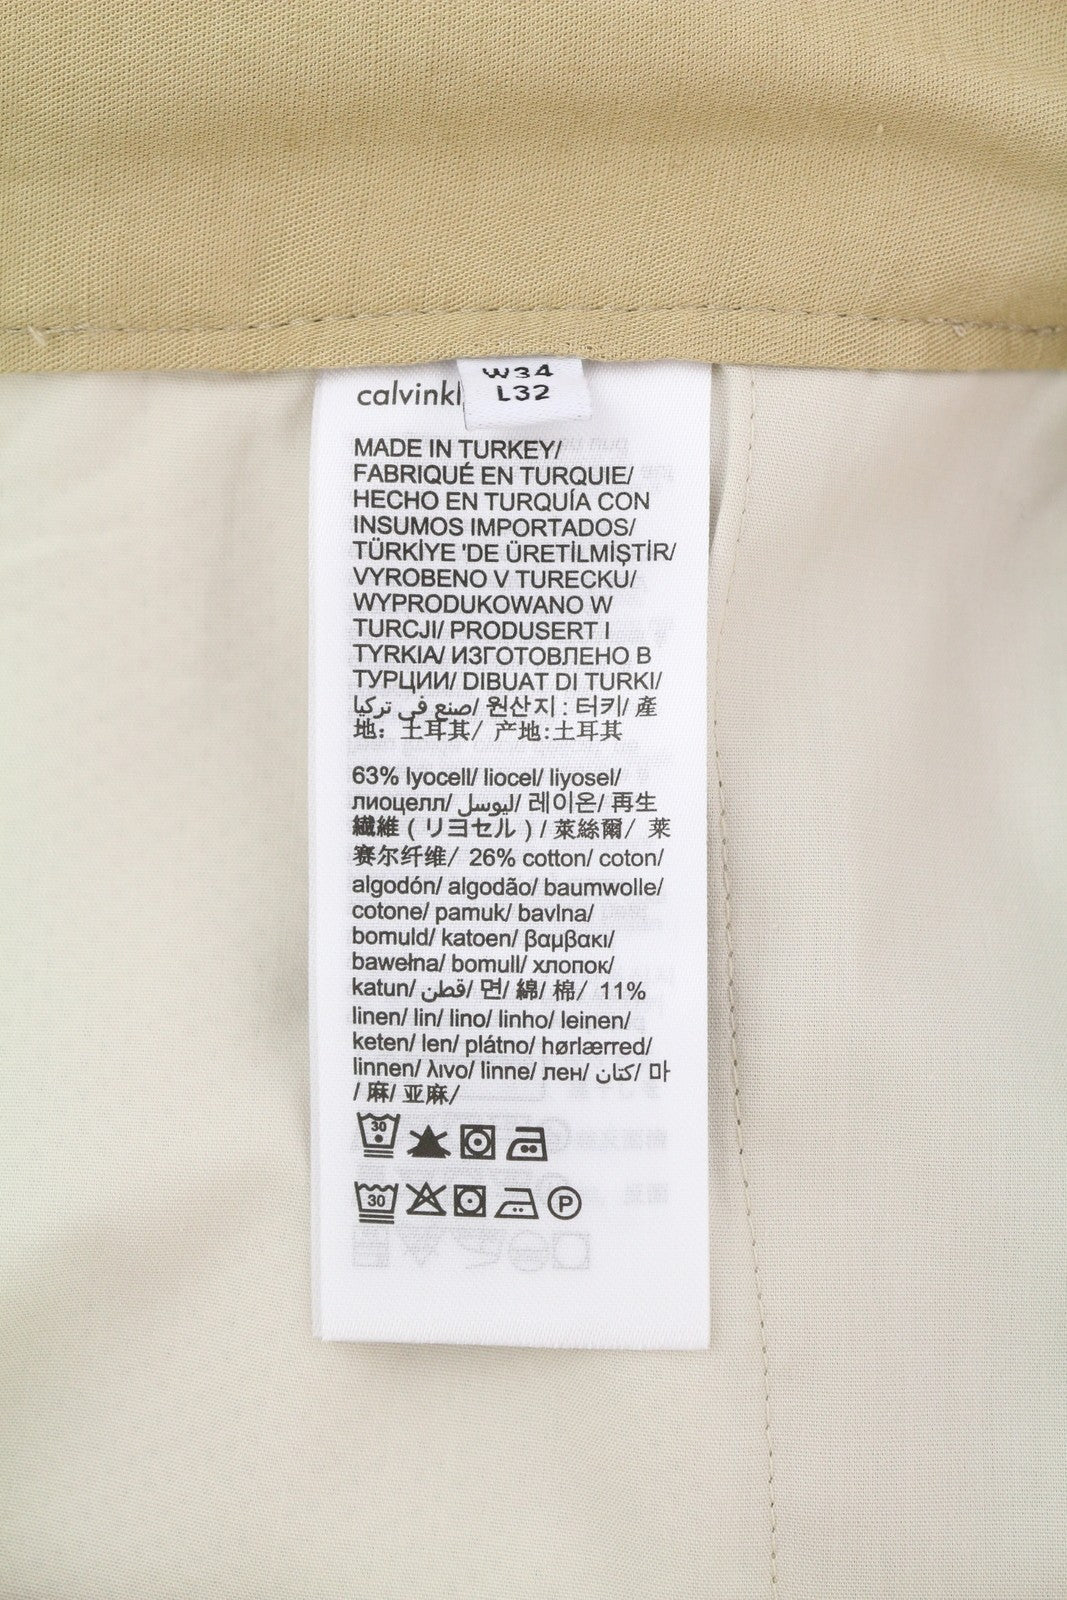 W34
L32
calvinkl
MADE IN TURKEY/
FABRIQUÉ EN TURQUIE/
HECHO EN TURQUÍA CON
INSUMOS IMPORTADOS/
TÜRKİYE 'DE ÜRETİLMİŞTİR/
VYROBENO V TURECKU/
WYPRODUKOWANO W
TURCJI/ PRODUSERT I
TYRKIA/ ИЗГОТОВЛЕНО В
ТУРЦИИ/ DIBUAT DI TURKI/
صنع في تركيا/ 원산지 : 터키/ 產
地：土耳其/ 产地:土耳其
63% lyocell/ liocel/ liyosel/
лиоцелл/ ليوسل/ 레이온/ 再生
繊維 ( リヨセル ) / 萊絲爾/ 莱
赛尔纤维/ 26% cotton/ coton/
algodón/ algodão/ baumwolle/
cotone/ pamuk/ bavlna/
bomuld/ katoen/ βαμβακι/
bawełna/ bomull/ хлопок/
katun/ قطن/ 면/ 綿/ 棉/ 11%
linen/ lin/ lino/ linho/ leinen/
keten/ len/ plátno/ hørlærred/
linnen/ λινο/ linne/ лен/ كتان/ 마
/ 麻/ 亚麻/
30
30 P